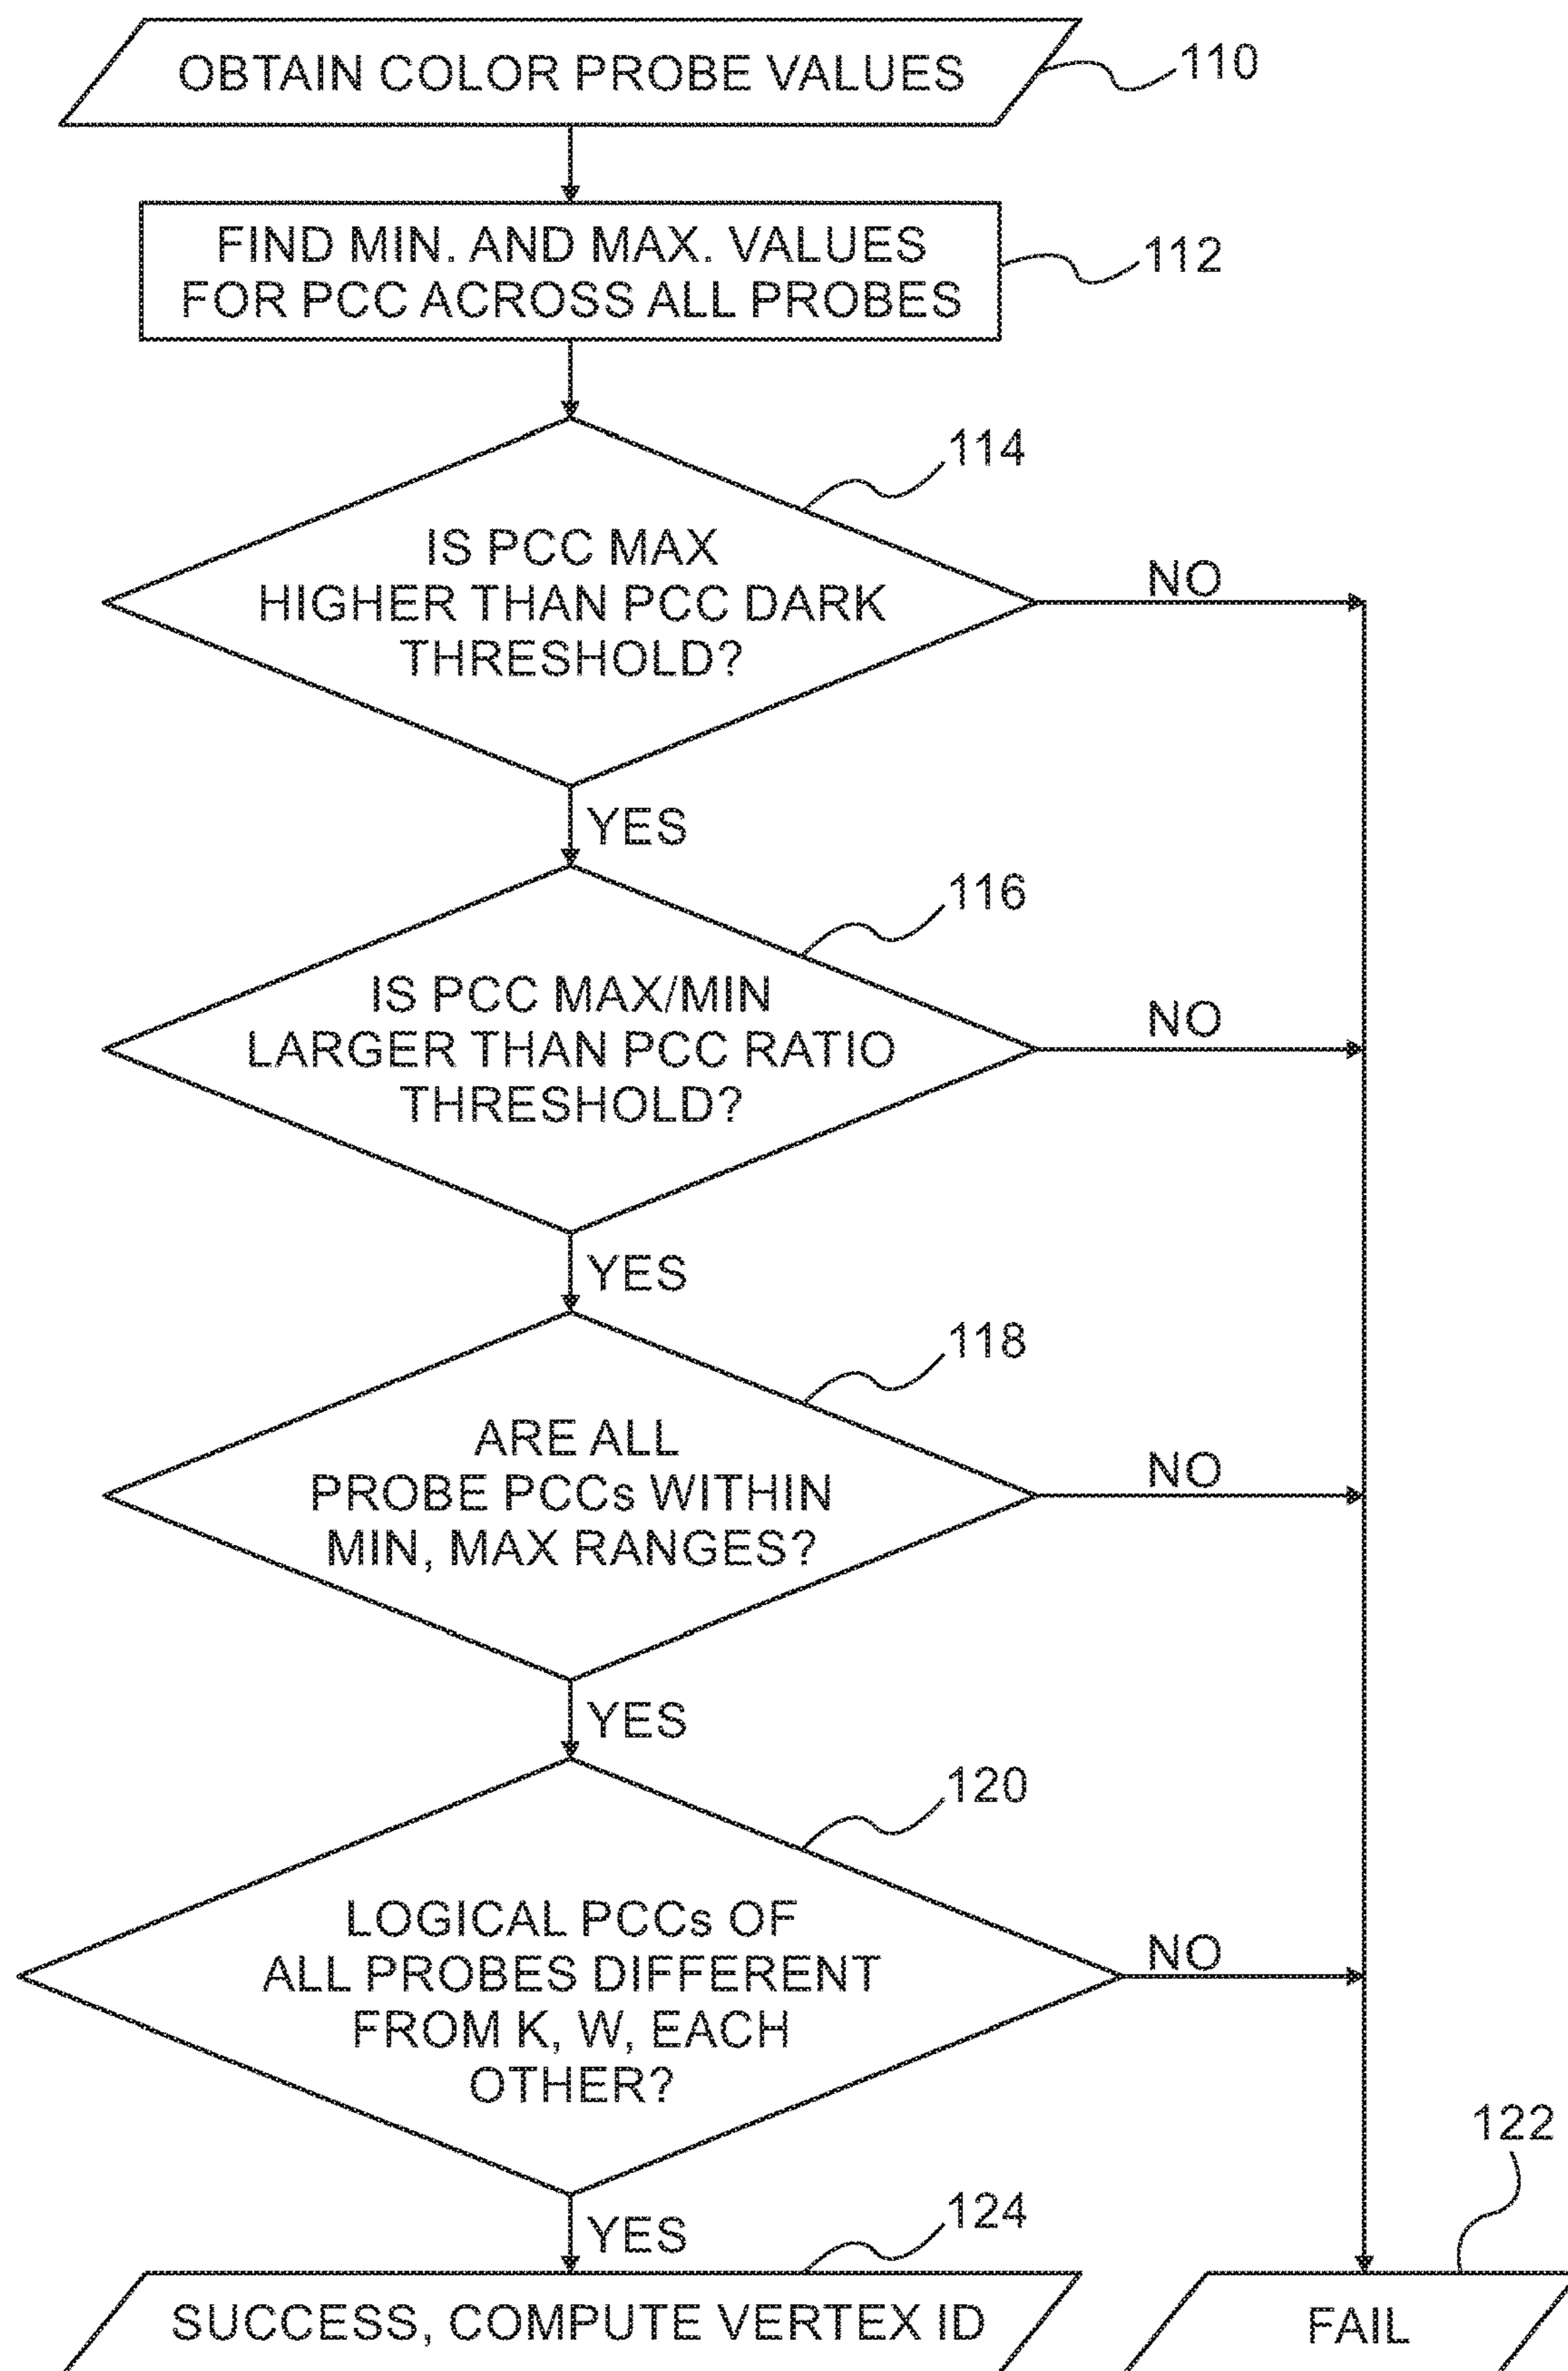 OBTAIN COLOR PROBE VALUES
110
FIND MIN. AND MAX. VALUES
FOR PCC ACROSS ALL PROBES
112
114
IS PCC MAX
HIGHER THAN PCC DARK
THRESHOLD?
NO
YES
116
IS PCC MAX/MIN
LARGER THAN PCC RATIO
THRESHOLD?
NO
YES
118
ARE ALL
PROBE PCCs WITHIN
MIN, MAX RANGES?
NO
YES
120
LOGICAL PCCs OF
ALL PROBES DIFFERENT
FROM K, W, EACH
OTHER?
NO
YES
124
122
SUCCESS, COMPUTE VERTEX ID
FAIL